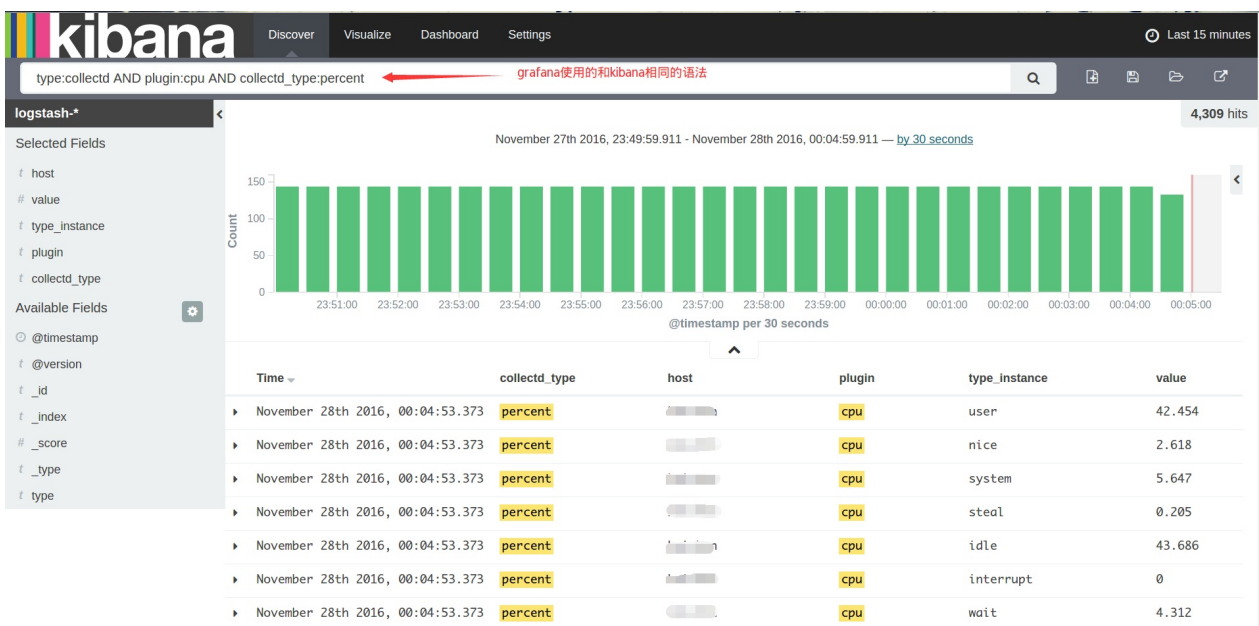 kibana Discover Visualize Dashboard Settings Last 15 minutes
type:collectd AND plugin:cpu AND collectd_type:percent grafana使用的和kibana相同的语法
logstash-* 4,309 hits
Selected Fields
t host
# value
t type_instance
t plugin
t collectd_type
Available Fields
@timestamp
t @version
t _id
t _index
# _score
t _type
t type
November 27th 2016, 23:49:59.911 - November 28th 2016, 00:04:59.911 — by 30 seconds
Count
150
100
50
0
23:51:00 23:52:00 23:53:00 23:54:00 23:55:00 23:56:00 23:57:00 23:58:00 23:59:00 00:00:00 00:01:00 00:02:00 00:03:00 00:04:00 00:05:00
@timestamp per 30 seconds
Time collectd_type host plugin type_instance value
November 28th 2016, 00:04:53.373 percent cpu user 42.454
November 28th 2016, 00:04:53.373 percent cpu nice 2.618
November 28th 2016, 00:04:53.373 percent cpu system 5.647
November 28th 2016, 00:04:53.373 percent cpu steal 0.205
November 28th 2016, 00:04:53.373 percent cpu idle 43.686
November 28th 2016, 00:04:53.373 percent cpu interrupt 0
November 28th 2016, 00:04:53.373 percent cpu wait 4.312